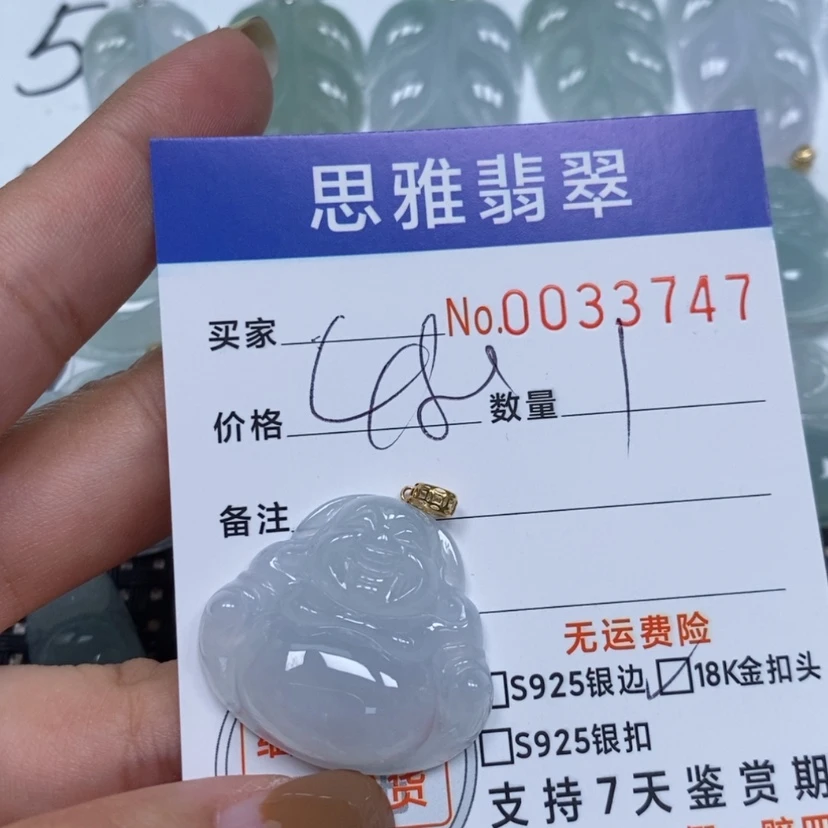 5
思雅翡翠
买家 No.0033747
价格 数量 1
备注
无运费险
S925银边 18K金扣头
S925银扣
货
支持7天鉴赏期